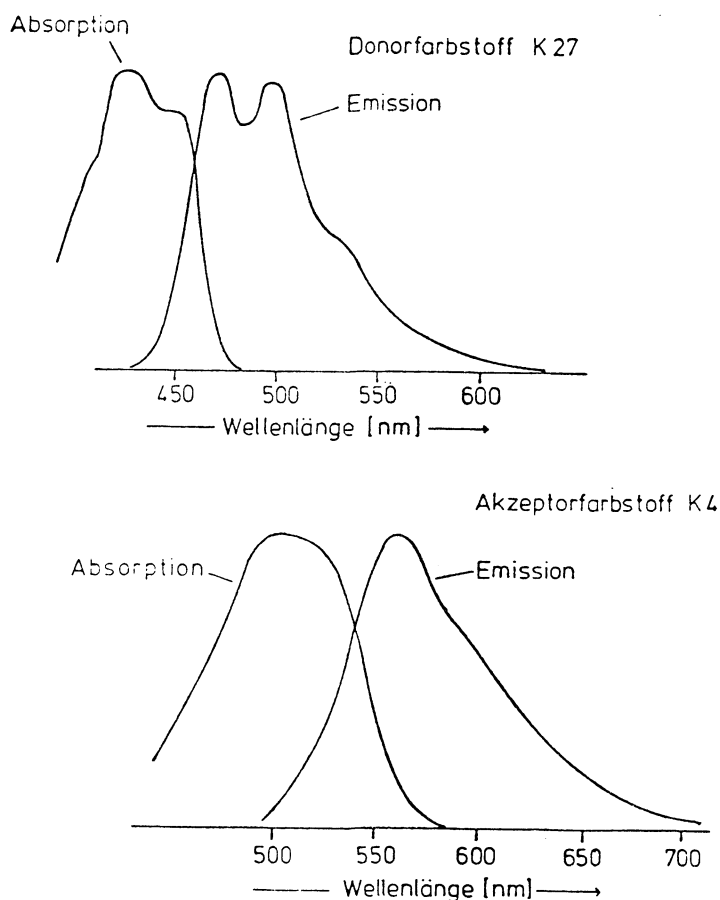 Absorption
Donorfarbstoff K27
Emission
450 500 550 600
Wellenlänge [nm]
Akzeptorfarbstoff K4
Absorption
Emission
500 550 600 650 700
Wellenlänge [nm]